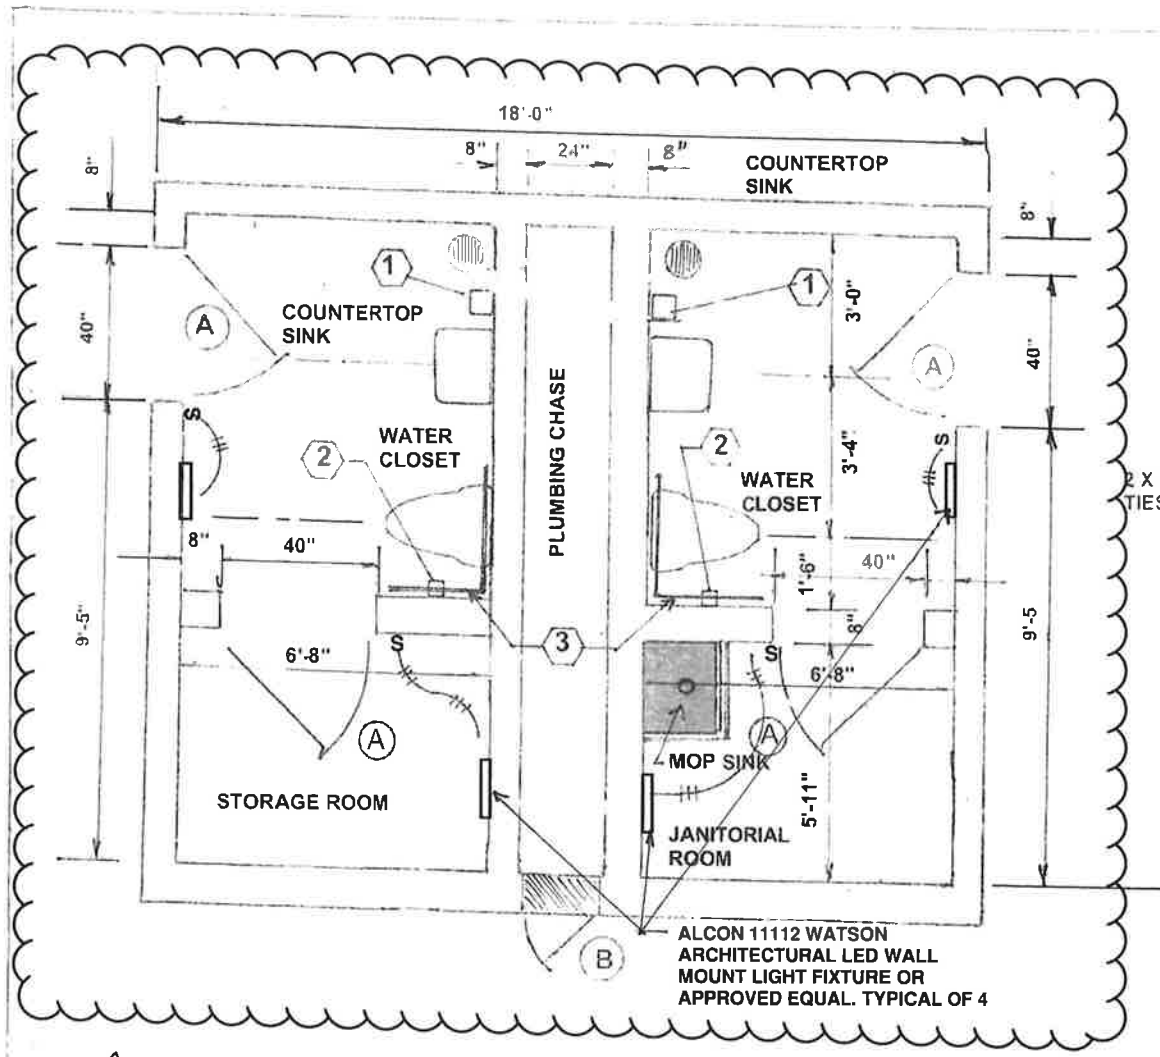 18'-0"
8"
24"
8"
COUNTERTOP
SINK
8"
8"
1
1
COUNTERTOP
SINK
A
3'-0"
A
40"
40"
PLUMBING CHASE
S
S
2
WATER
CLOSET
2
3'-4"
WATER
CLOSET
2 X
TIES
8"
40"
1'-6"
40"
9'-5"
3
8"
9'-5
6'-8"
S
S
6'-8"
A
A
MOP SINK
STORAGE ROOM
5'-11"
JANITORIAL
ROOM
B
ALCON 11112 WATSON
ARCHITECTURAL LED WALL
MOUNT LIGHT FIXTURE OR
APPROVED EQUAL. TYPICAL OF 4